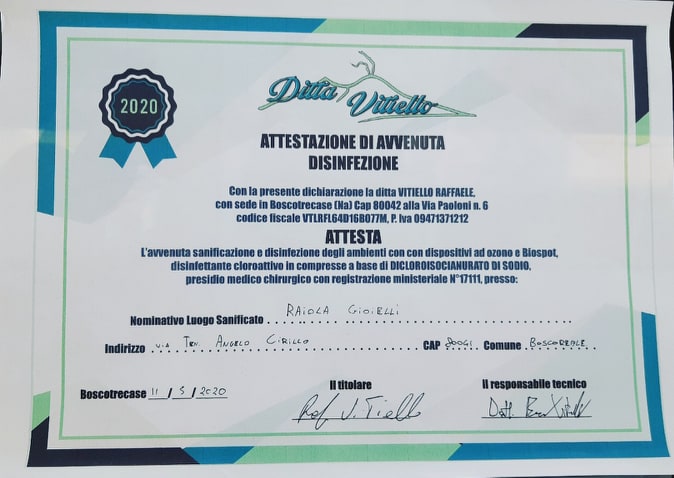 2020
Ditta Vitiello
ATTESTAZIONE DI AVVENUTA
DISINFEZIONE
Con la presente dichiarazione la ditta VITIELLO RAFFAELE,
con sede in Boscotrecase (Na) Cap 80042 alla Via Paoloni n. 6
codice fiscale VTLRFL64D16B077M, P. Iva 09471371212
ATTESTA
L'avvenuta sanificazione e disinfezione degli ambienti con con dispositivi ad ozono e Biospot,
disinfettante cloroattivo in compresse a base di DICLOROISOCIANURATO DI SODIO,
presidio medico chirurgico con registrazione ministeriale N°17111, presso:
Nominativo Luogo Sanificato RAIOLA GIOIELLI
Indirizzo via Ten. ANGELO CIRILLO CAP 80041 Comune BOSCOREALE
Boscotrecase 11/5/2020
Il titolare
Il responsabile tecnico